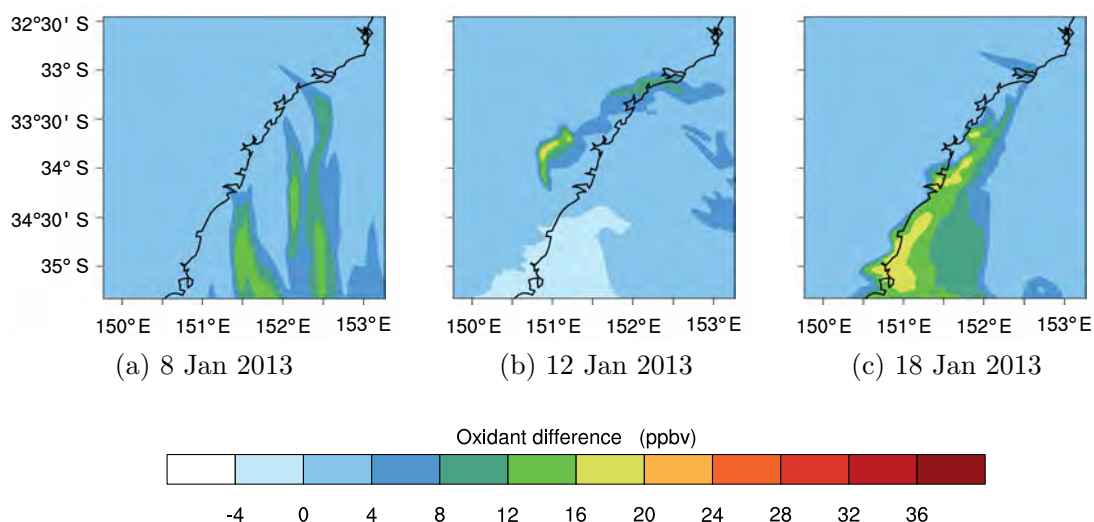 32°30' S
33° S
33°30' S
34° S
34°30' S
35° S
150° E 151° E 152° E 153° E 150° E 151° E 152° E 153° E 150° E 151° E 152° E 153° E
(a) 8 Jan 2013 (b) 12 Jan 2013 (c) 18 Jan 2013
Oxidant difference (ppbv)
-4 0 4 8 12 16 20 24 28 32 36